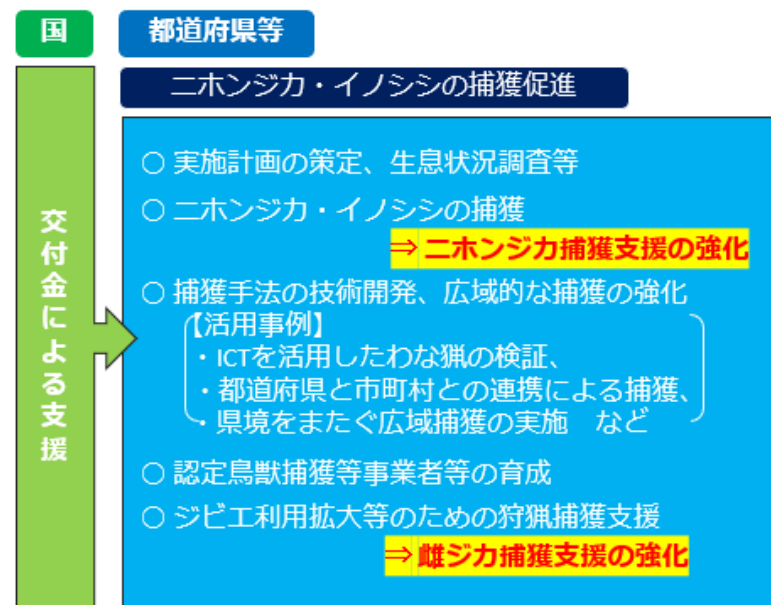 国
都道府県等
ニホンジカ・イノシシの捕獲促進
交付金による支援
○ 実施計画の策定、生息状況調査等
○ ニホンジカ・イノシシの捕獲
⇒ ニホンジカ捕獲支援の強化
○ 捕獲手法の技術開発、広域的な捕獲の強化
【活用事例】
・ICTを活用したわな猟の検証、
・都道府県と市町村との連携による捕獲、
・県境をまたぐ広域捕獲の実施 など
○ 認定鳥獣捕獲等事業者等の育成
○ ジビエ利用拡大等のための狩猟捕獲支援
⇒ 雌ジカ捕獲支援の強化